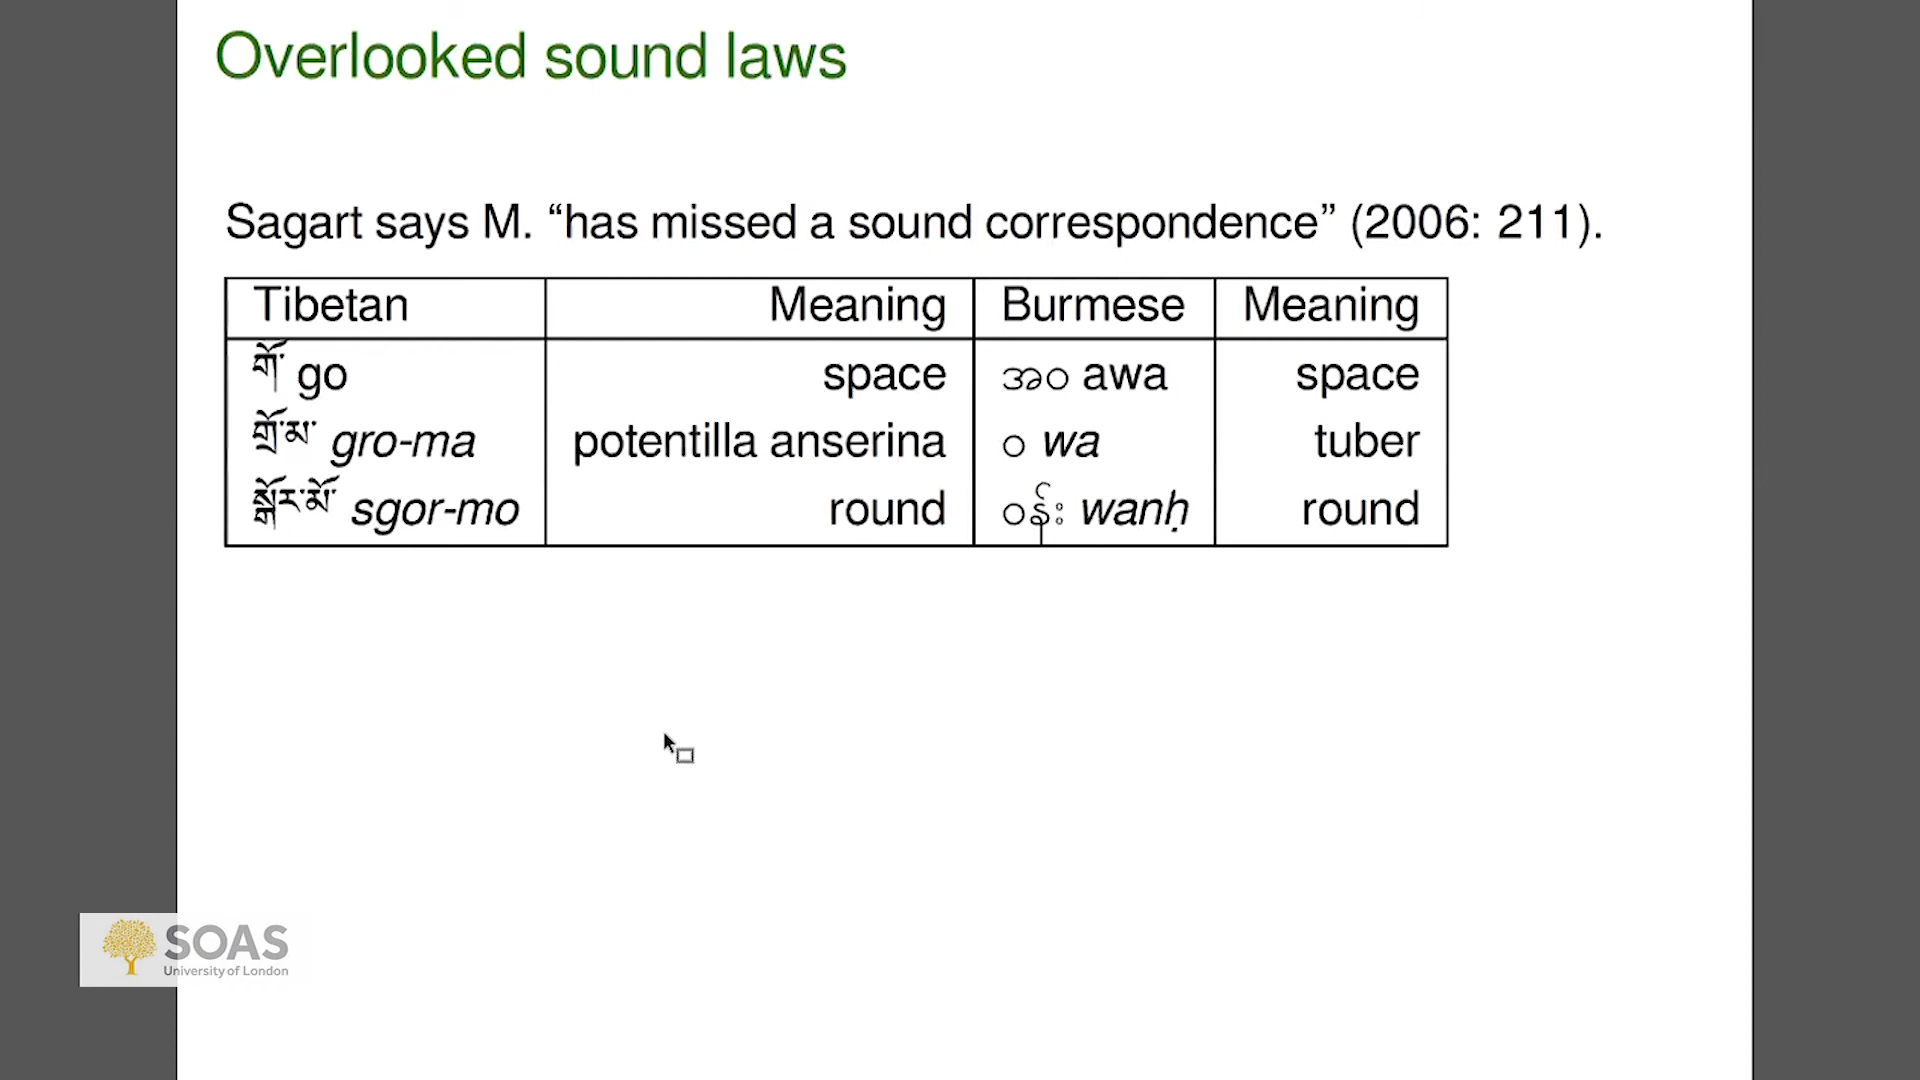 Overlooked sound laws
Sagart says M. “has missed a sound correspondence” (2006: 211).
Tibetan Meaning Burmese Meaning
གོ་ go space အဝ awa space
གྲོ་མ་ gro-ma potentilla anserina ဝ wa tuber
སྒོར་མོ་ sgor-mo round ဝန်း wanḥ round
SOAS
University of London